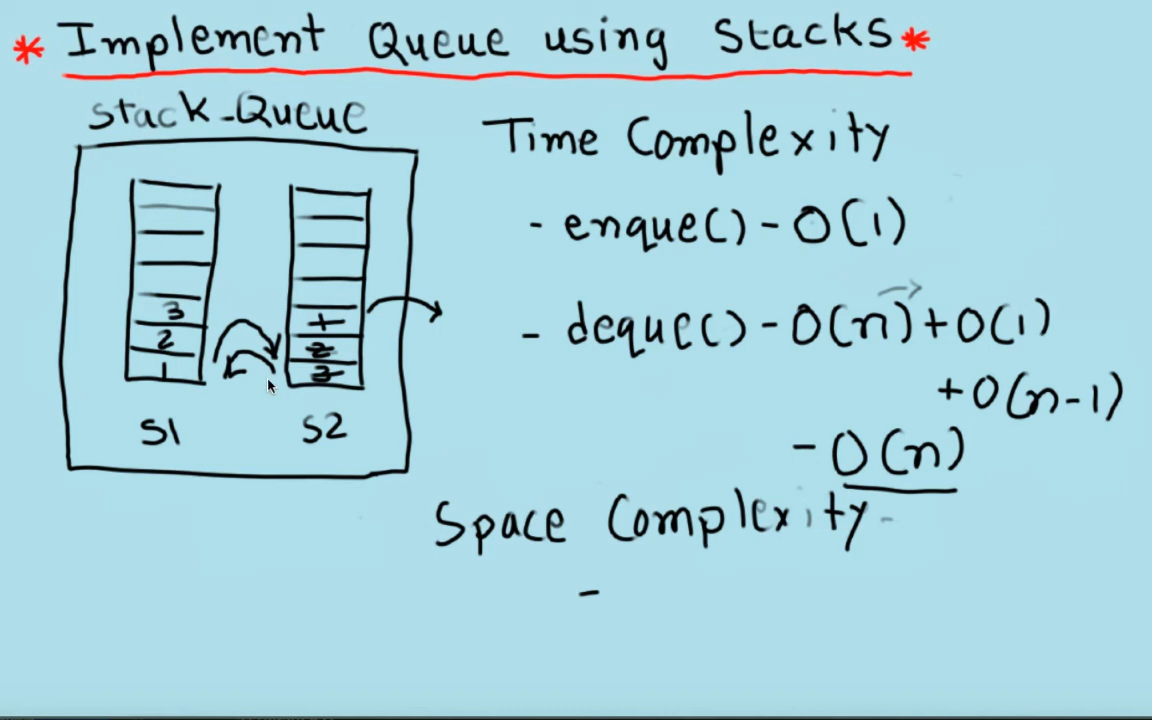 * Implement Queue using Stacks *
Stack_Queue
3
2
1
S1
1
2
3
S2
Time Complexity
- enque() - O(1)
- deque() - O(n) + O(1)
+ O(n-1)
- O(n)
Space Complexity -
-